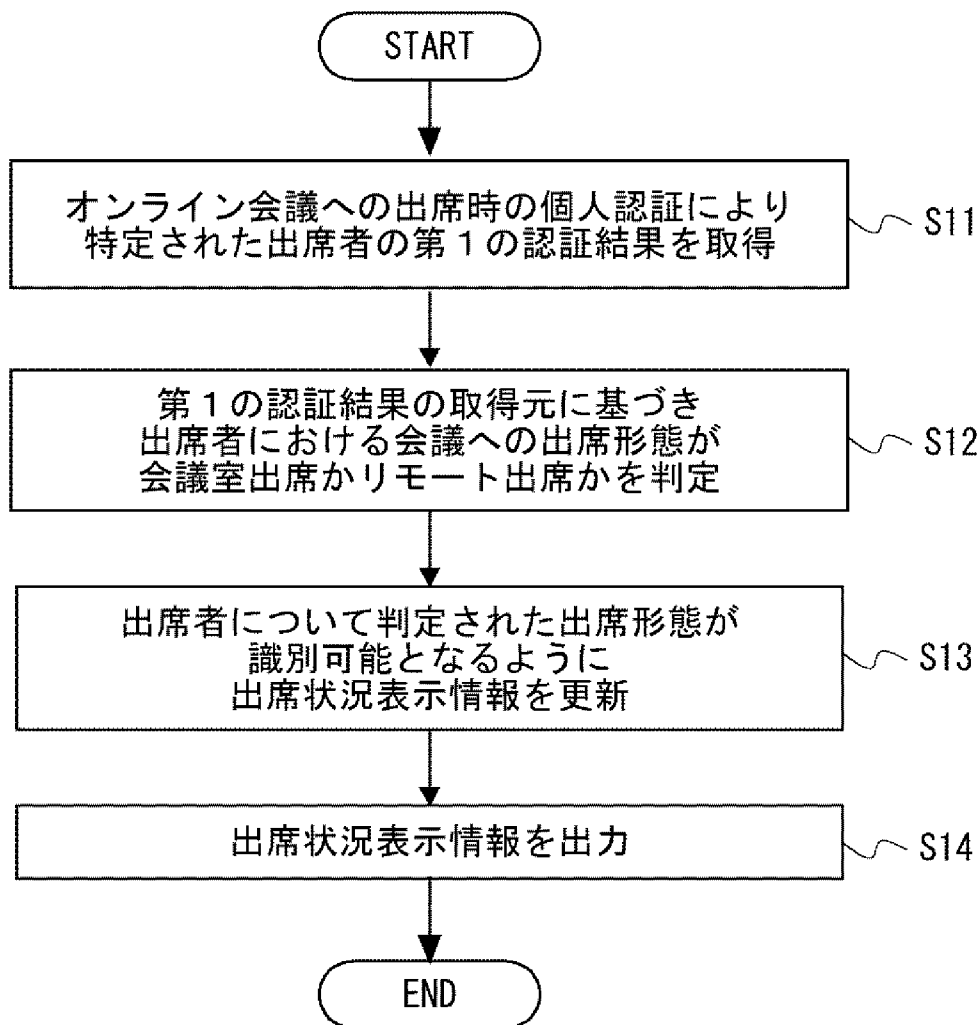 START
オンライン会議への出席時の個人認証により
特定された出席者の第1の認証結果を取得
S11
第1の認証結果の取得元に基づき
出席者における会議への出席形態が
会議室出席かリモート出席かを判定
S12
出席者について判定された出席形態が
識別可能となるように
出席状況表示情報を更新
S13
出席状況表示情報を出力
S14
END